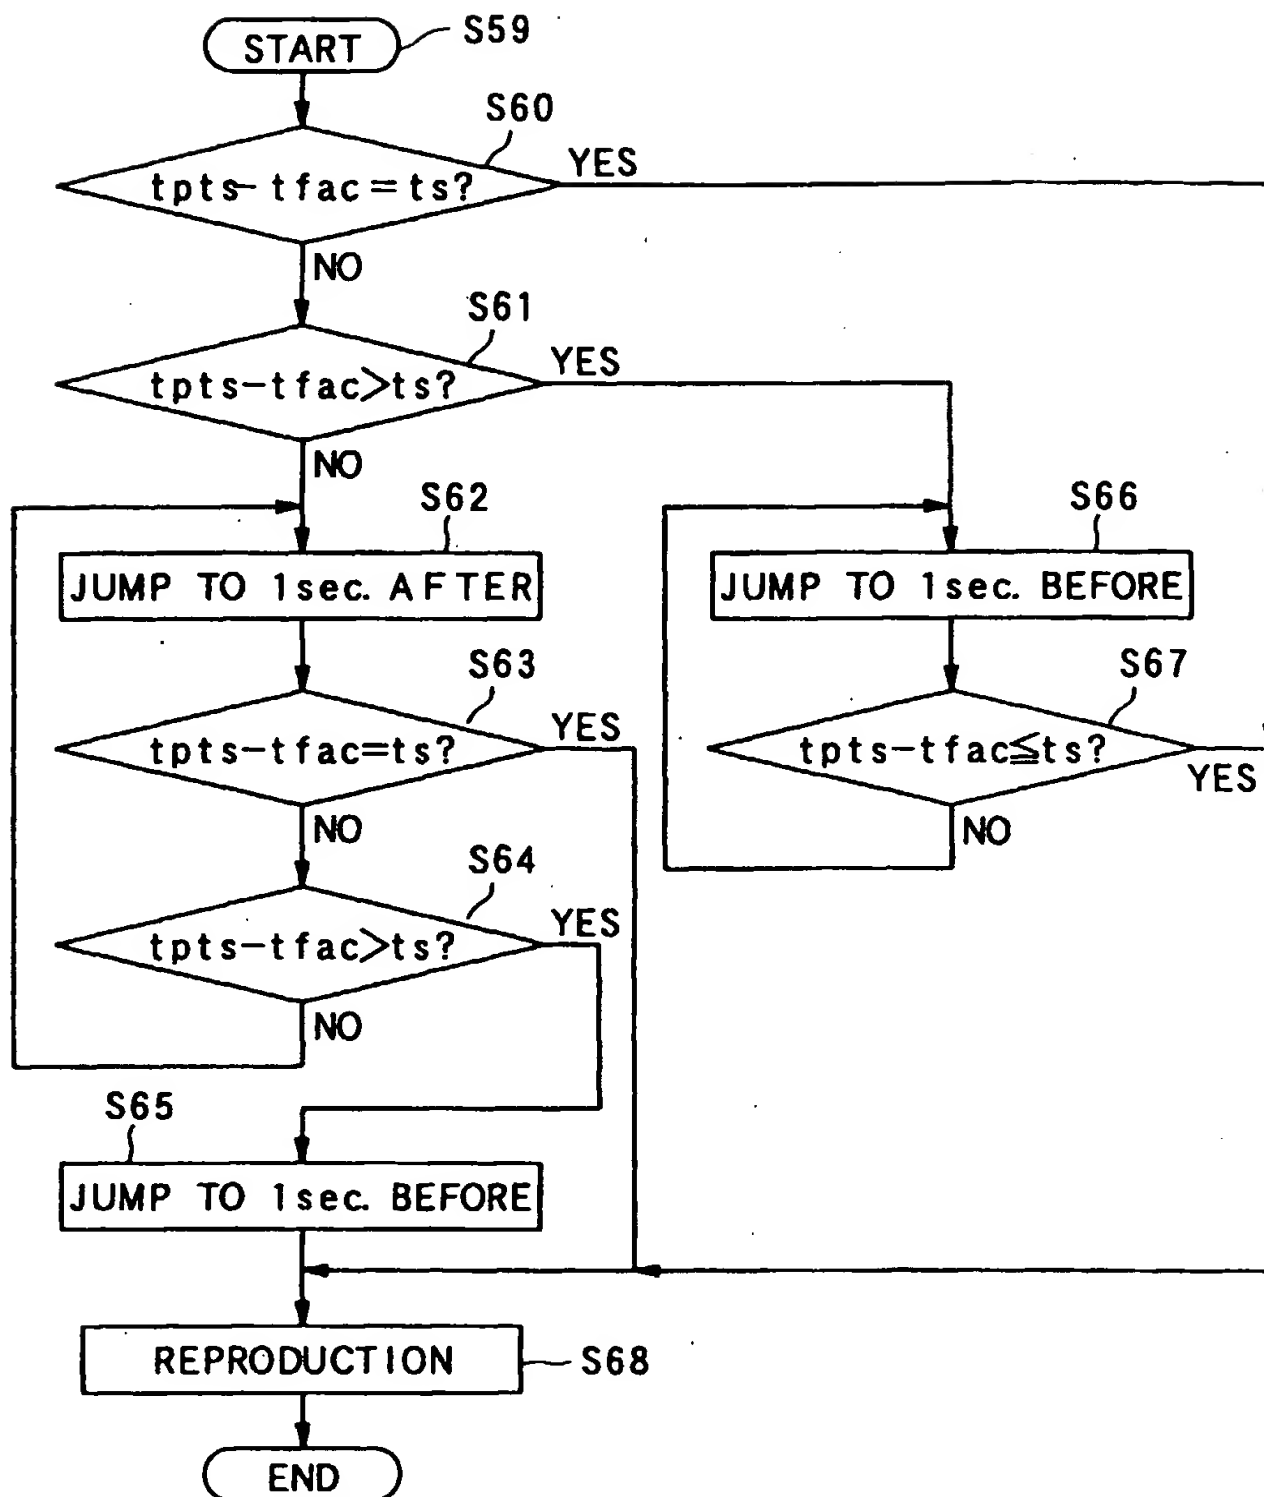 START
S59
S60
tpts-tfac=ts?
YES
NO
S61
tpts-tfac>ts?
YES
NO
S62
JUMP TO 1sec. AFTER
S66
JUMP TO 1sec. BEFORE
S63
tpts-tfac=ts?
YES
NO
S67
tpts-tfac≦ts?
YES
NO
S64
tpts-tfac>ts?
YES
NO
S65
JUMP TO 1sec. BEFORE
REPRODUCTION
S68
END